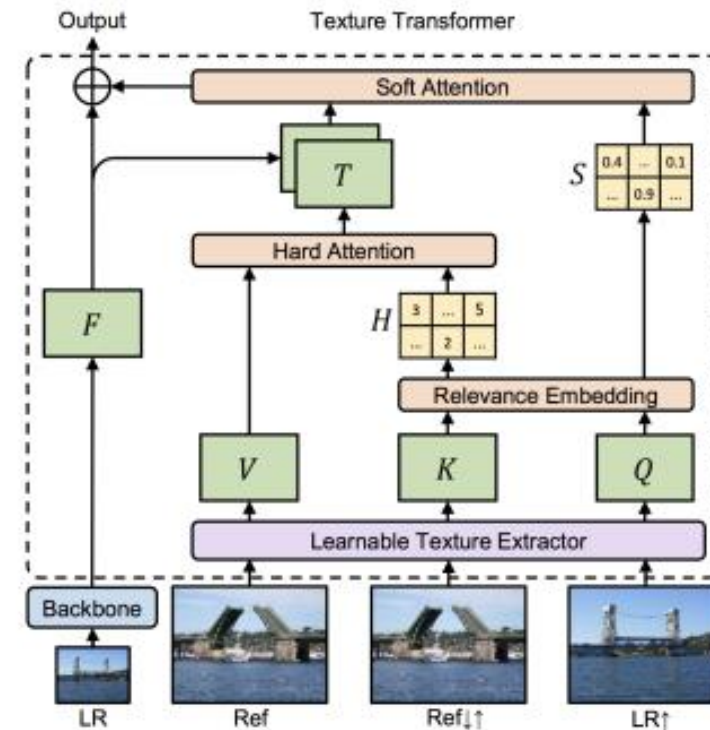 Output Texture Transformer
Soft Attention
S
0.4 ... 0.1
... 0.9 ...
T
Hard Attention
F
H
3 ... 5
... 2 ...
Relevance Embedding
V K Q
Learnable Texture Extractor
Backbone
LR Ref Ref↓↑ LR↑